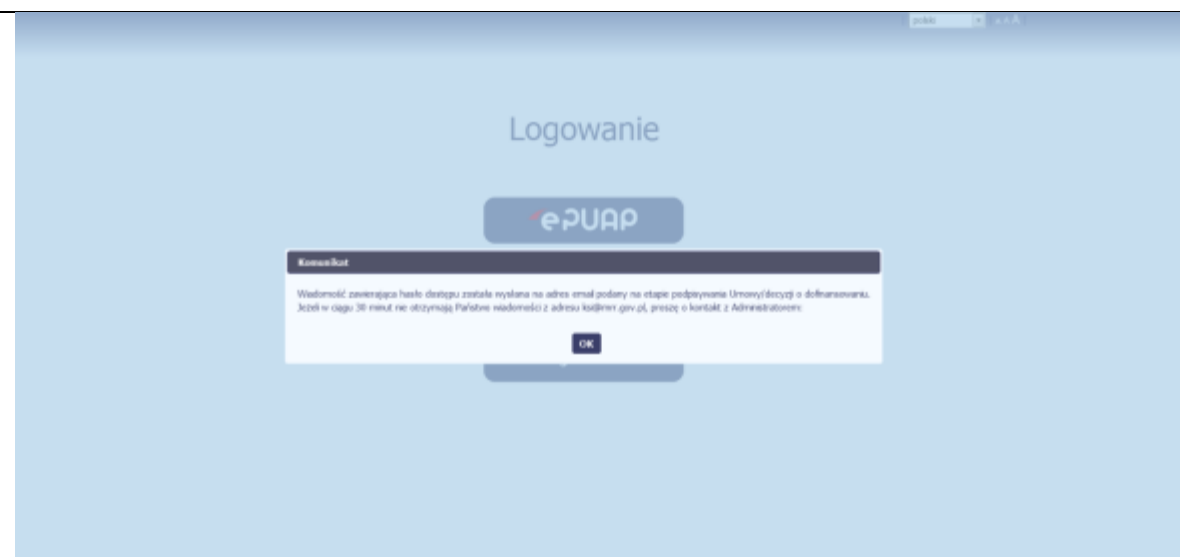 polski A A A
Logowanie
ePUAP
Komunikat
Wiadomość zawierająca hasło dostępu została wysłana na adres email podany na etapie podpisywania Umowy/decyzji o dofinansowaniu.
Jeżeli w ciągu 30 minut nie otrzymają Państwo wiadomości z adresu ksi@mrr.gov.pl, proszę o kontakt z Administratorem
OK